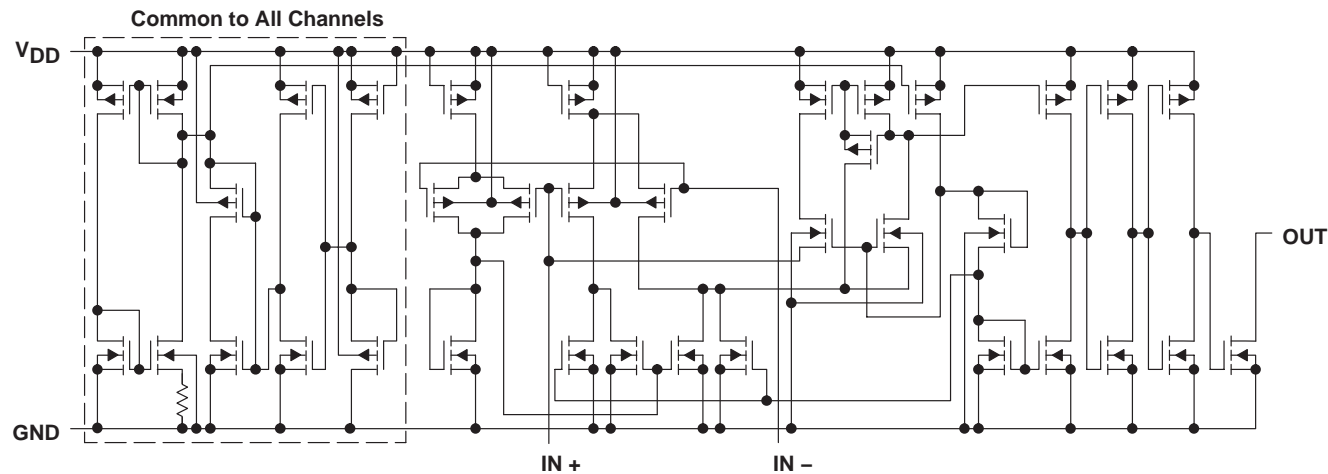 Common to All Channels
VDD
OUT
GND
IN +
IN −